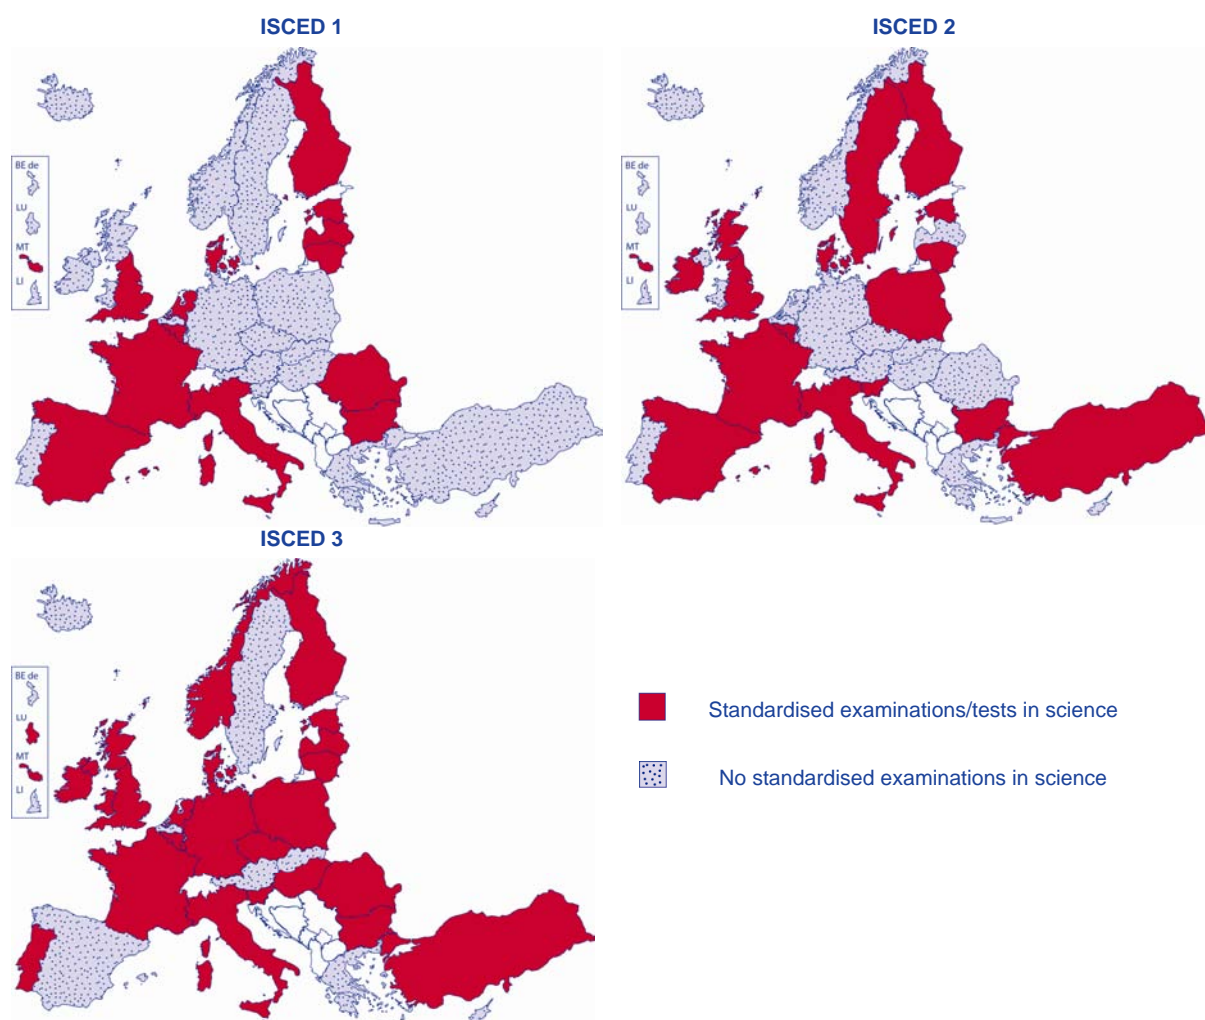 ISCED 1
ISCED 2
BE de
LU
MT
LI
BE de
LU
MT
LI
ISCED 3
BE de
LU
MT
LI
Standardised examinations/tests in science
No standardised examinations in science